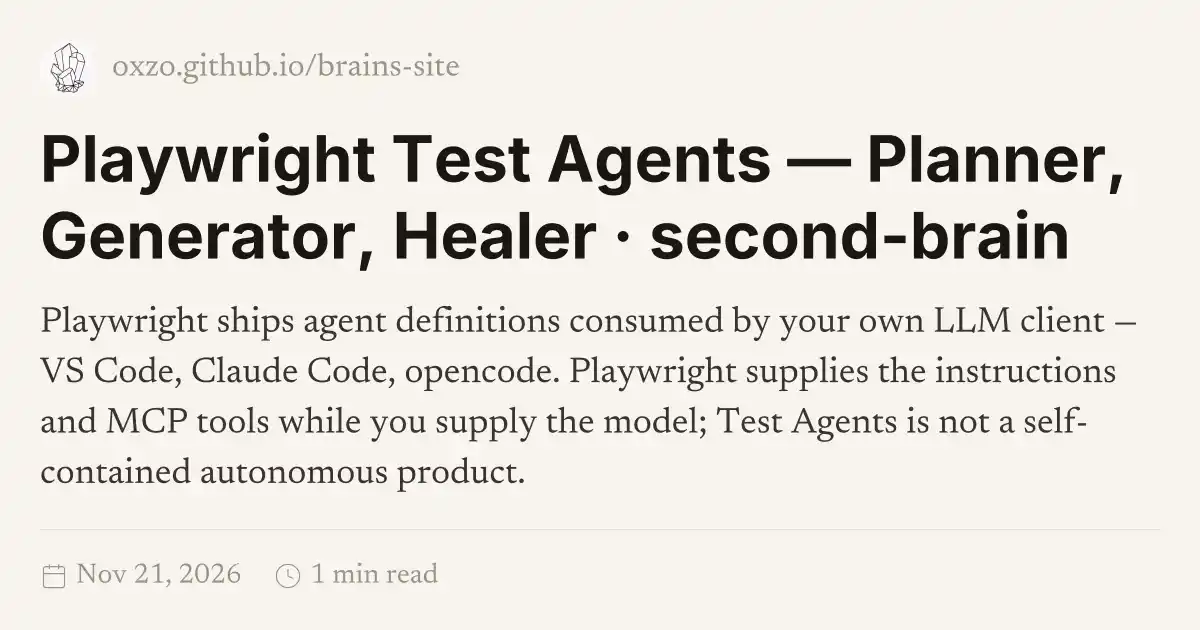 oxzo.github.io/brains-site
Playwright Test Agents — Planner,
Generator, Healer · second-brain
Playwright ships agent definitions consumed by your own LLM client —
VS Code, Claude Code, opencode. Playwright supplies the instructions
and MCP tools while you supply the model; Test Agents is not a self-
contained autonomous product.
Nov 21, 2026 1 min read